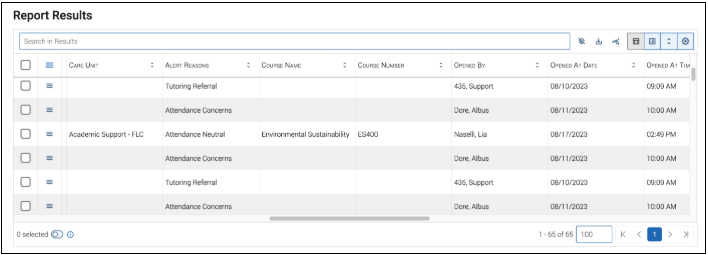 Report Results
Search in Results
Care Unit Alert Reasons Course Name Course Number Opened By Opened At Date Opened At Tim
Tutoring Referral 436, Support 08/10/2023 09:09 AM
Attendance Concerns Dore, Albus 08/11/2023 10:00 AM
Academic Support - FLC Attendance Neutral Environmental Sustainability ES400 Naselli, Lia 08/17/2023 02:49 PM
Attendance Concerns Dore, Albus 08/11/2023 10:00 AM
Tutoring Referral 436, Support 08/10/2023 09:09 AM
Attendance Concerns Dore, Albus 08/11/2023 10:00 AM
0 selected 1 - 65 of 65 100 1